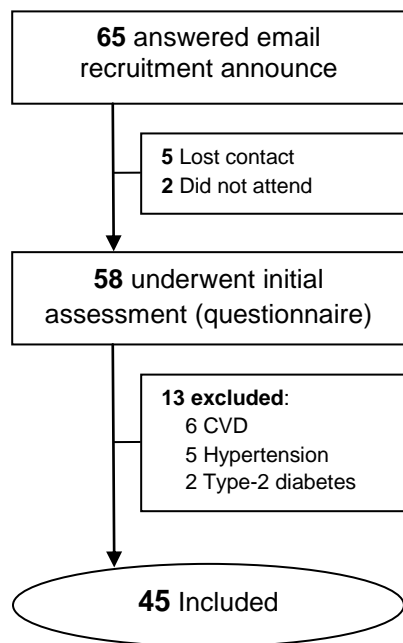 65 answered email
recruitment announce
5 Lost contact
2 Did not attend
58 underwent initial
assessment (questionnaire)
13 excluded:
6 CVD
5 Hypertension
2 Type-2 diabetes
45 Included